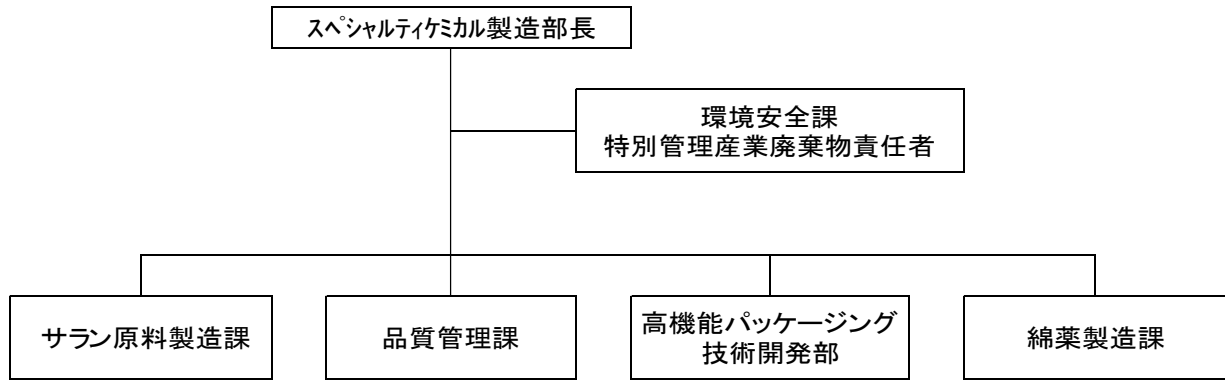 スペシャルティケミカル製造部長
環境安全課
特別管理産業廃棄物責任者
サラン原料製造課
品質管理課
高機能パッケージング
技術開発部
綿薬製造課